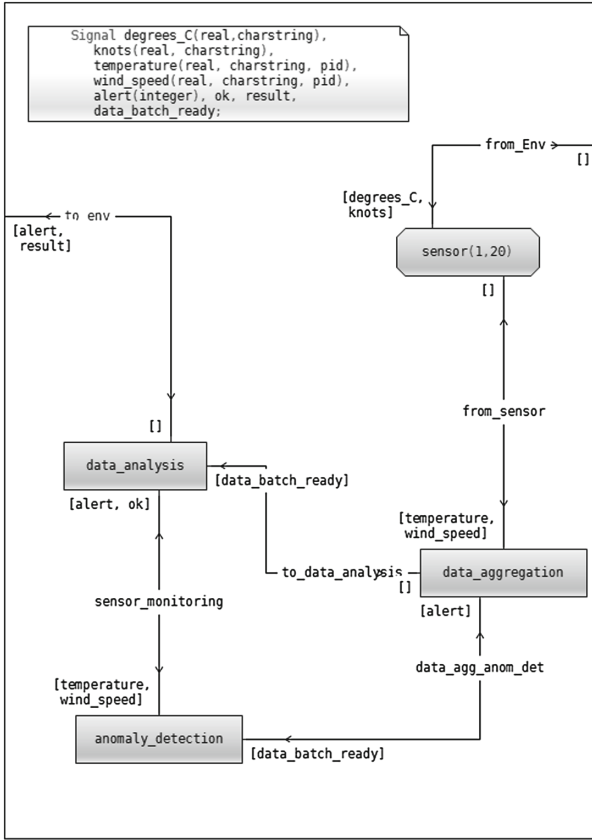 Signal degrees_C(real,charstring),
knots(real, charstring),
temperature(real, charstring, pid),
wind_speed(real, charstring, pid),
alert(integer), ok, result,
data_batch_ready;
from_Env
[]
[degrees_C,
knots]
to env
[alert,
result]
sensor(1,20)
[]
from_sensor
[]
data_analysis
[data_batch_ready]
[alert, ok]
[temperature,
wind_speed]
to_data_analysis
data_aggregation
[]
[alert]
sensor_monitoring
data_agg_anom_det
[temperature,
wind_speed]
anomaly_detection
[data_batch_ready]